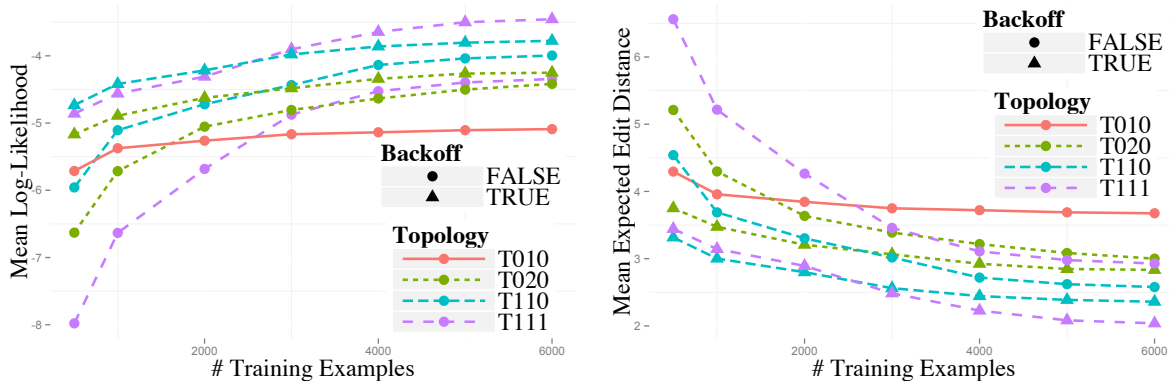 Mean Log-Likelihood
-4
-5
-6
-7
-8
2000
4000
6000
# Training Examples
Backoff
FALSE
TRUE
Topology
T010
T020
T110
T111
Mean Expected Edit Distance
6
5
4
3
2
2000
4000
6000
# Training Examples
Backoff
FALSE
TRUE
Topology
T010
T020
T110
T111